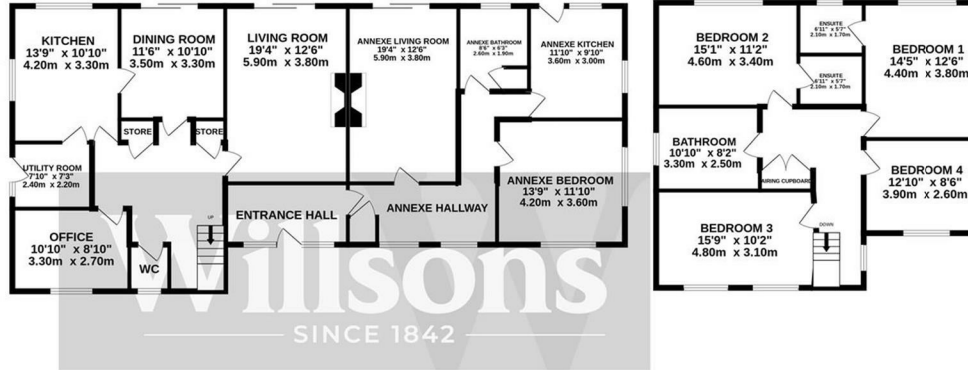 KITCHEN
13'9" x 10'10"
4.20m x 3.30m
DINING ROOM
11'6" x 10'10"
3.50m x 3.30m
LIVING ROOM
19'4" x 12'6"
5.90m x 3.80m
ANNEXE LIVING ROOM
19'4" x 12'6"
5.90m x 3.80m
ANNEXE BATHROOM
8'6" x 6'3"
2.60m x 1.90m
ANNEXE KITCHEN
11'10" x 9'10"
3.60m x 3.00m
STORE
STORE
UTILITY ROOM
7'10" x 7'3"
2.40m x 2.20m
OFFICE
10'10" x 8'10"
3.30m x 2.70m
WC
UP
ENTRANCE HALL
ANNEXE HALLWAY
ANNEXE BEDROOM
13'9" x 11'10"
4.20m x 3.60m
BEDROOM 2
15'1" x 11'2"
4.60m x 3.40m
ENSUITE
6'11" x 5'7"
2.10m x 1.70m
ENSUITE
6'11" x 5'7"
2.10m x 1.70m
BEDROOM 1
14'5" x 12'6"
4.40m x 3.80m
BATHROOM
10'10" x 8'2"
3.30m x 2.50m
AIRING CUPBOARD
BEDROOM 4
12'10" x 8'6"
3.90m x 2.60m
BEDROOM 3
15'9" x 10'2"
4.80m x 3.10m
DOWN
Willsons
SINCE 1842